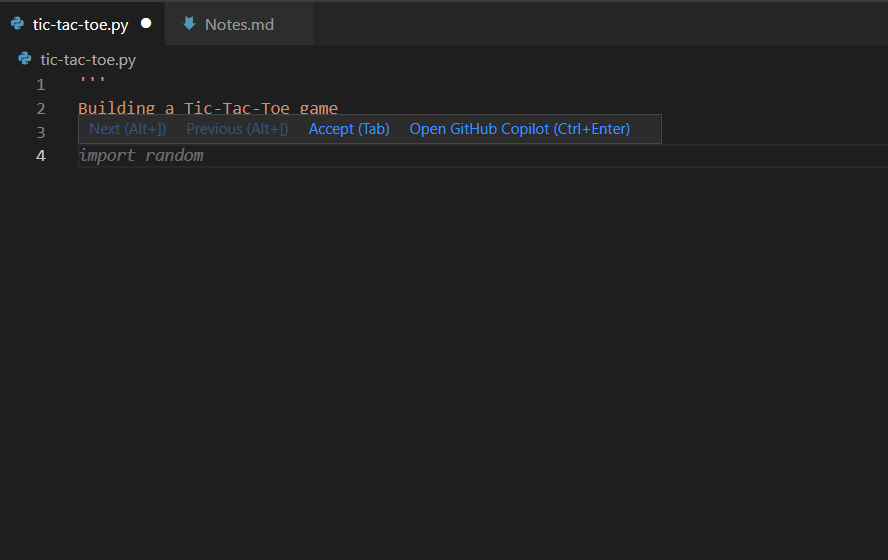 tic-tac-toe.py Notes.md
tic-tac-toe.py
1 '''
2 Building a Tic-Tac-Toe game
3 Next (Alt+]) Previous (Alt+[) Accept (Tab) Open GitHub Copilot (Ctrl+Enter)
4 import random